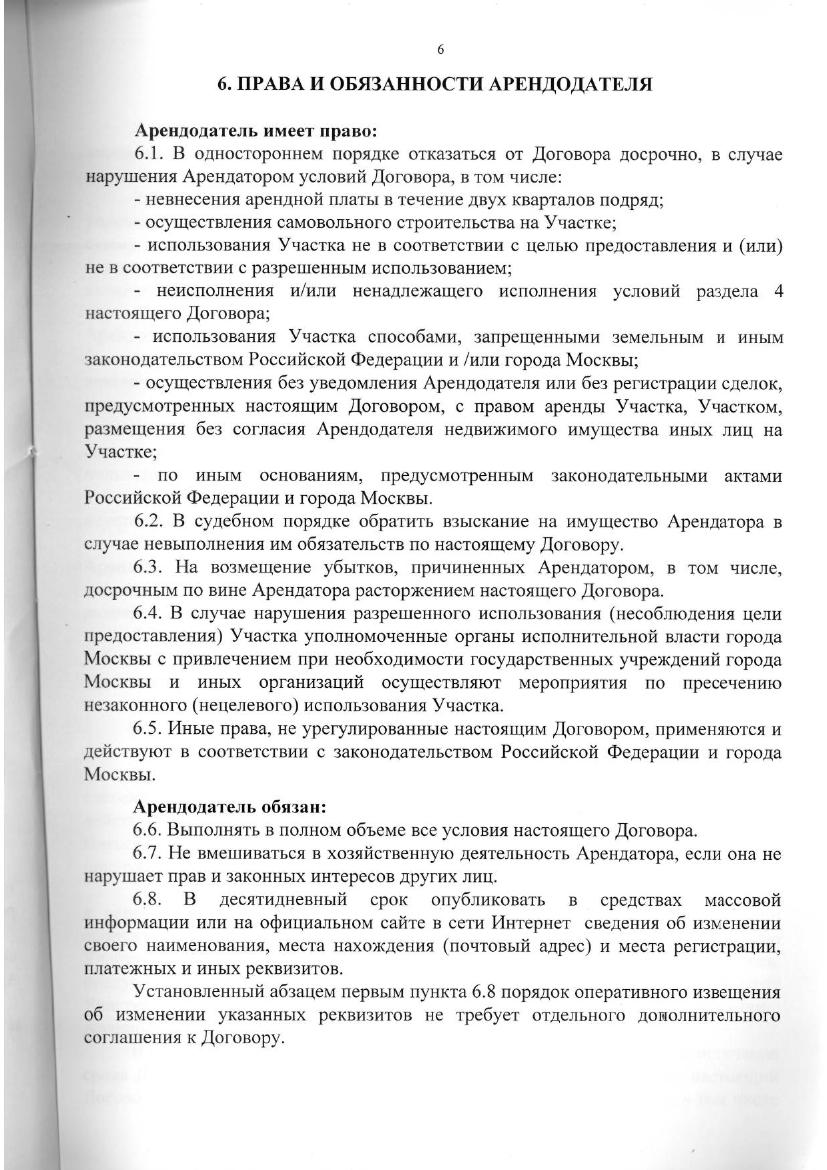 6
6. ПРАВА И ОБЯЗАННОСТИ АРЕНДОДАТЕЛЯ
Арендодатель имеет право:
6.1. В одностороннем порядке отказаться от Договора досрочно, в случае
нарушения Арендатором условий Договора, в том числе:
- невнесения арендной платы в течение двух кварталов подряд;
- осуществления самовольного строительства на Участке;
- использования Участка не в соответствии с целью предоставления и (или)
не в соответствии с разрешенным использованием;
- неисполнения и/или ненадлежащего исполнения условий раздела 4
настоящего Договора;
- использования Участка способами, запрещенными земельным и иным
законодательством Российской Федерации и /или города Москвы;
- осуществления без уведомления Арендодателя или без регистрации сделок,
предусмотренных настоящим Договором, с правом аренды Участка, Участком,
размещения без согласия Арендодателя недвижимого имущества иных лиц на
Участке;
- по иным основаниям, предусмотренным законодательными актами
Российской Федерации и города Москвы.
6.2. В судебном порядке обратить взыскание на имущество Арендатора в
случае невыполнения им обязательств по настоящему Договору.
6.3. На возмещение убытков, причиненных Арендатором, в том числе,
досрочным по вине Арендатора расторжением настоящего Договора.
6.4. В случае нарушения разрешенного использования (несоблюдения цели
предоставления) Участка уполномоченные органы исполнительной власти города
Москвы с привлечением при необходимости государственных учреждений города
Москвы и иных организаций осуществляют мероприятия по пресечению
незаконного (нецелевого) использования Участка.
6.5. Иные права, не урегулированные настоящим Договором, применяются и
действуют в соответствии с законодательством Российской Федерации и города
Москвы.
Арендодатель обязан:
6.6. Выполнять в полном объеме все условия настоящего Договора.
6.7. Не вмешиваться в хозяйственную деятельность Арендатора, если она не
нарушает прав и законных интересов других лиц.
6.8. В десятидневный срок опубликовать в средствах массовой
информации или на официальном сайте в сети Интернет сведения об изменении
своего наименования, места нахождения (почтовый адрес) и места регистрации,
платежных и иных реквизитов.
Установленный абзацем первым пункта 6.8 порядок оперативного извещения
об изменении указанных реквизитов не требует отдельного дополнительного
соглашения к Договору.